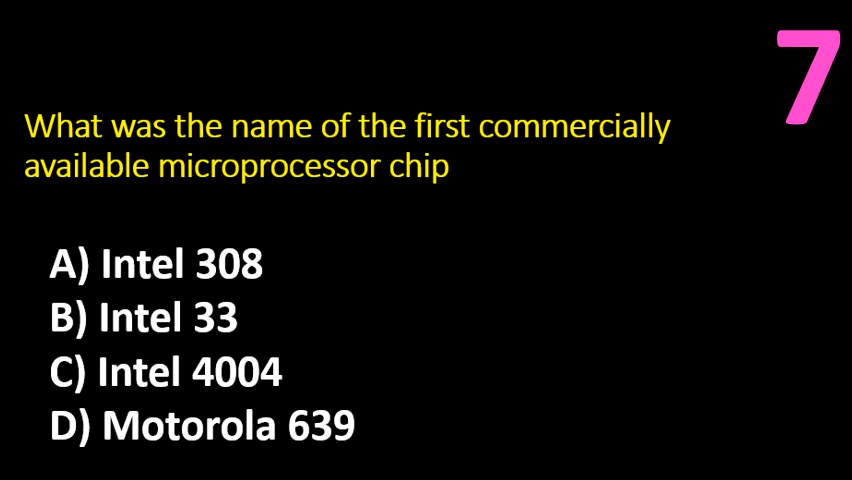 7
What was the name of the first commercially
available microprocessor chip
A) Intel 308
B) Intel 33
C) Intel 4004
D) Motorola 639